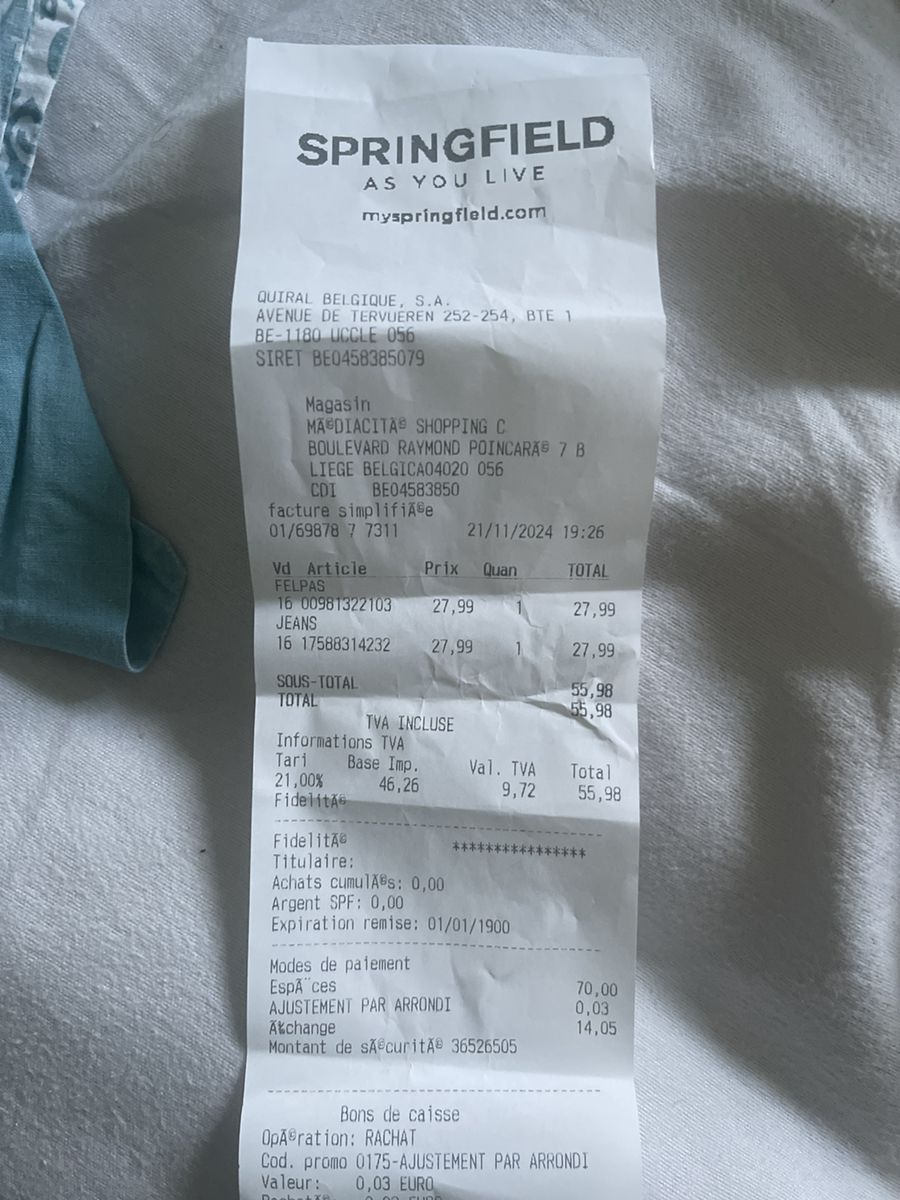 SPRINGFIELD
AS YOU LIVE
myspringfield.com
QUIRAL BELGIQUE, S.A.
AVENUE DE TERVUEREN 252-254, BTE 1
BE-1180 UCCLE 056
SIRET BE0458385079
Magasin
MÃ©DIACITÃ© SHOPPING C
BOULEVARD RAYMOND POINCARÃ© 7 B
LIEGE BELGICA04020 056
CDI BE04583850
facture simplifiÃ©e
01/69878 7 7311 21/11/2024 19:26
Vd Article Prix Quan TOTAL
FELPAS
16 00981322103 27,99 1 27,99
JEANS
16 17588314232 27,99 1 27,99
SOUS-TOTAL 55,98
TOTAL 55,98
TVA INCLUSE
Informations TVA
Tari Base Imp. Val. TVA Total
21,00% 46,26 9,72 55,98
FidelitÃ©
FidelitÃ© ****************
Titulaire:
Achats cumulÃ©s: 0,00
Argent SPF: 0,00
Expiration remise: 01/01/1900
Modes de paiement
EspÃ¨ces 70,00
AJUSTEMENT PAR ARRONDI 0,03
Ã‰change 14,05
Montant de sÃ©curitÃ© 36526505
Bons de caisse
OpÃ©ration: RACHAT
Cod. promo 0175-AJUSTEMENT PAR ARRONDI
Valeur: 0,03 EURO